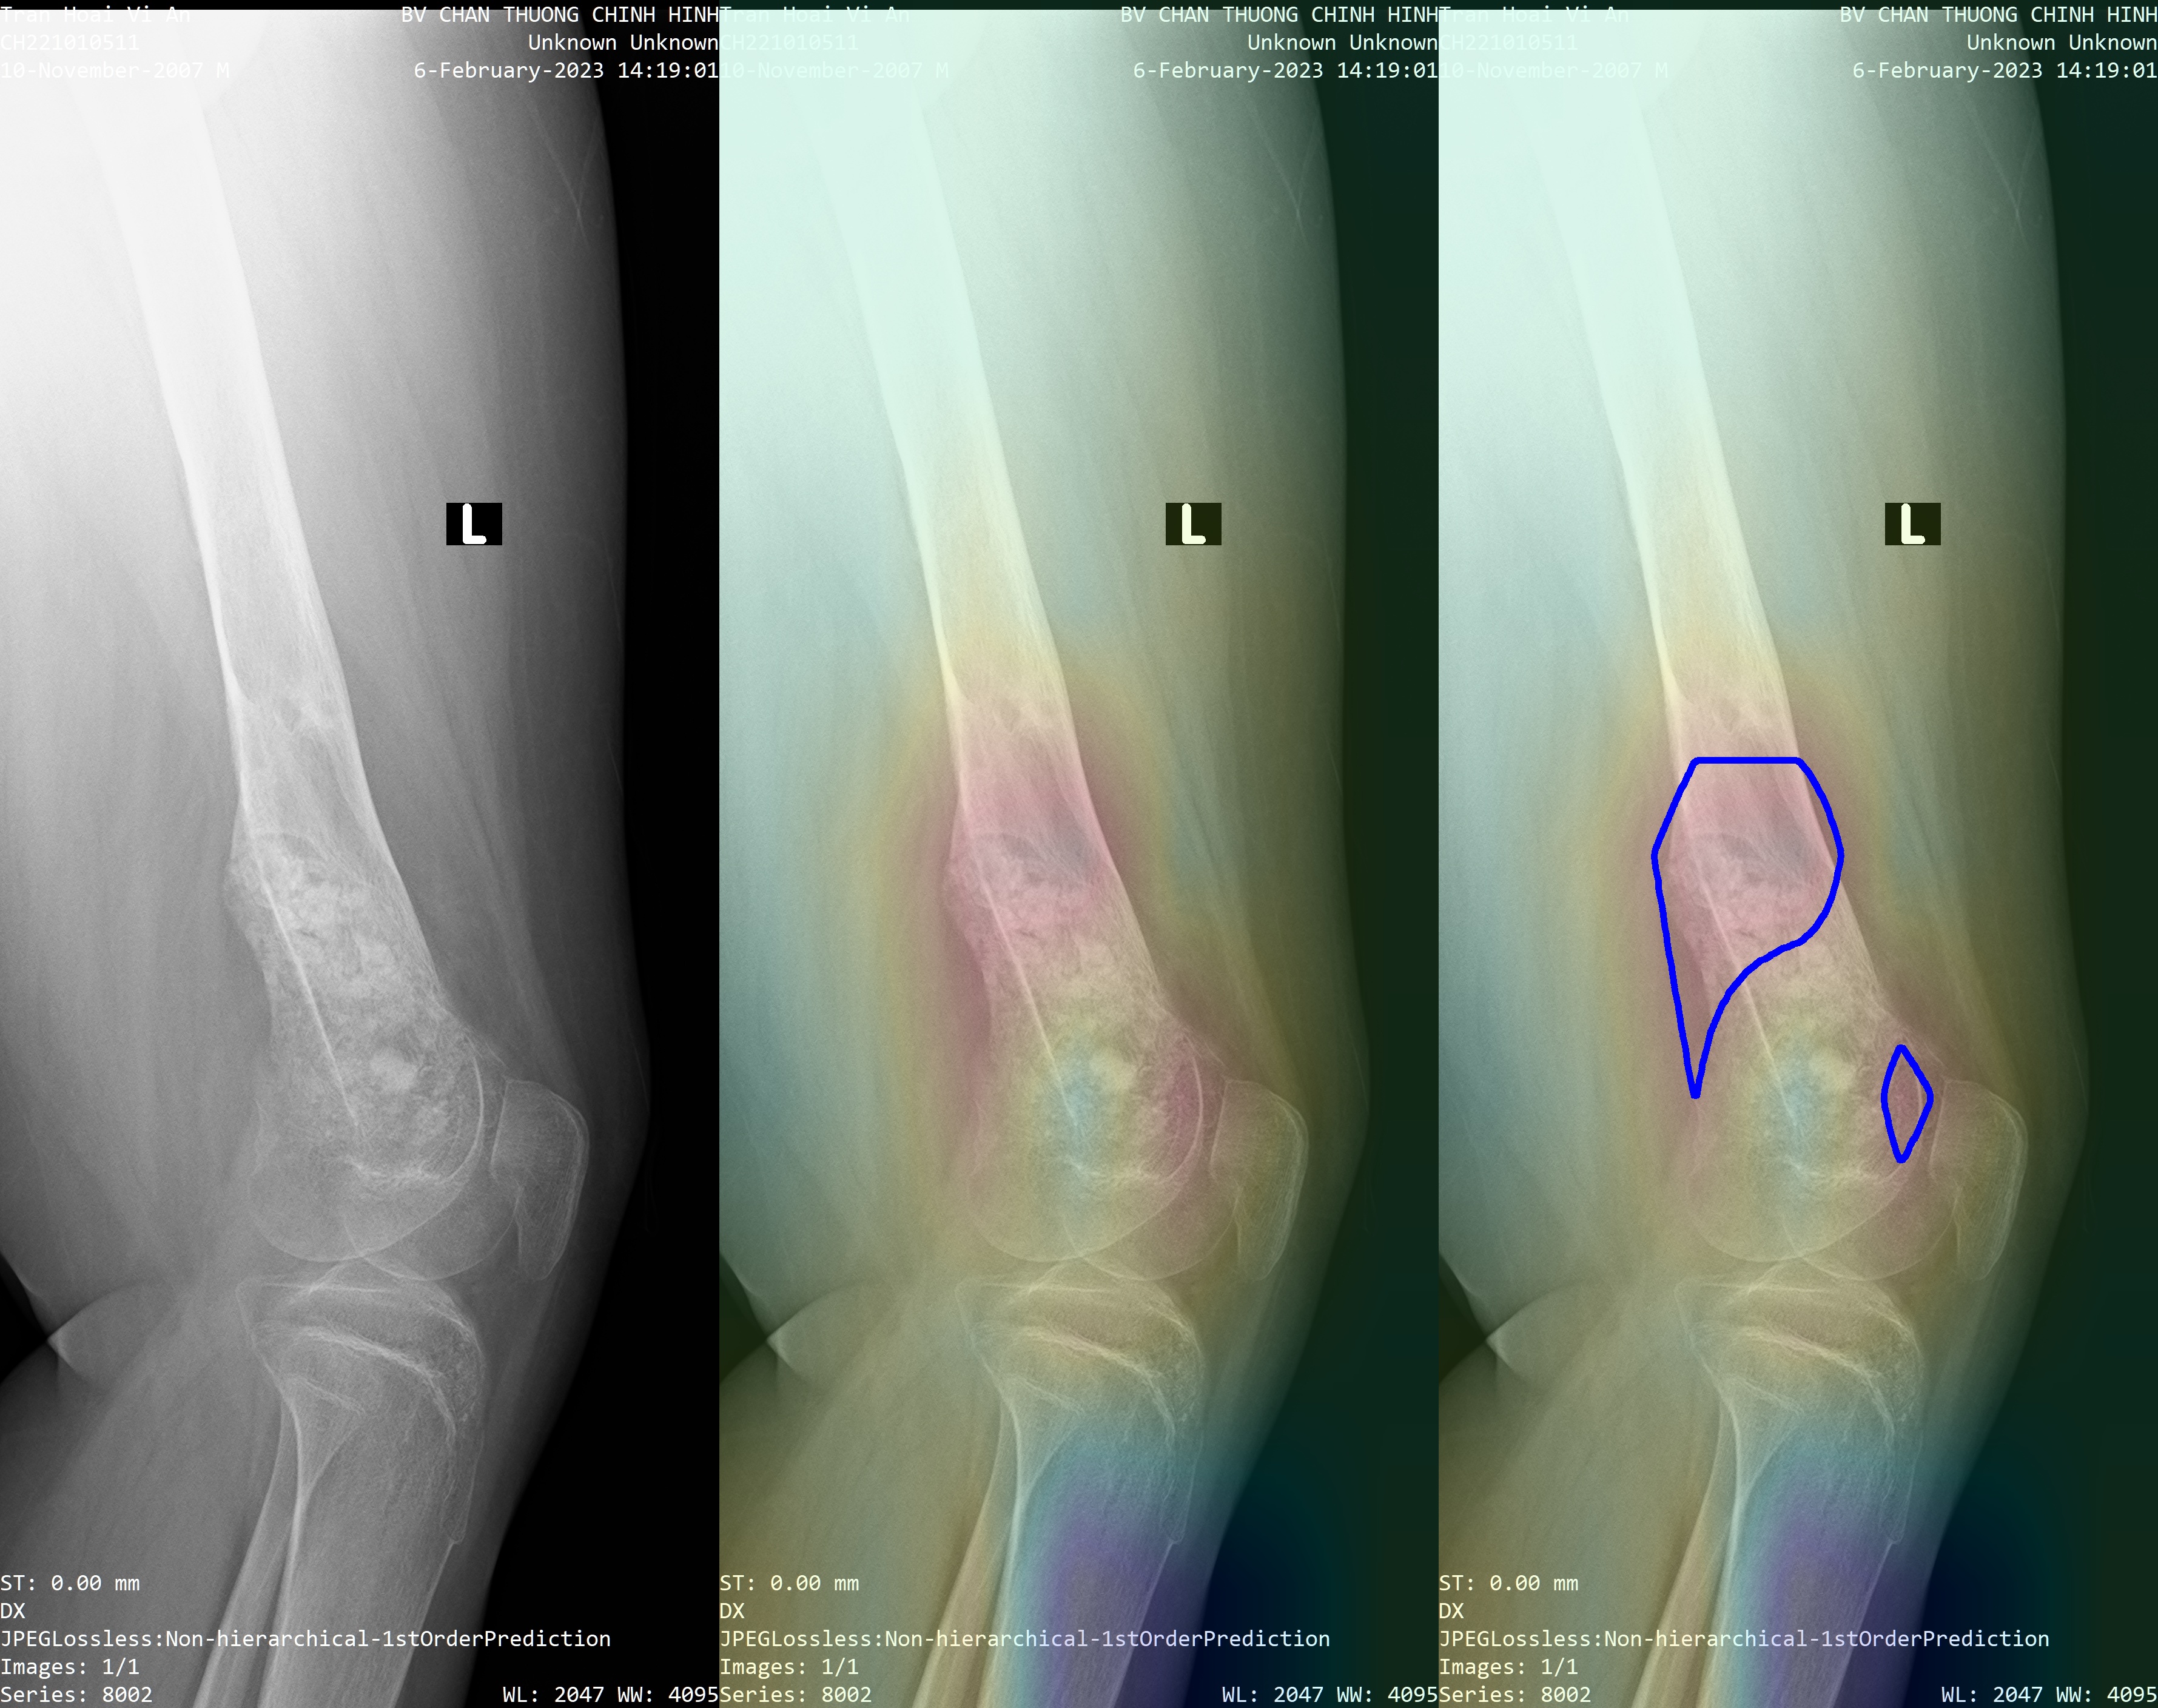 Tran Hoai Vi An
CH221010511
10-November-2007 M
BV CHAN THUONG CHINH HINH
Unknown Unknown
6-February-2023 14:19:01
L
ST: 0.00 mm
DX
JPEGLossless:Non-hierarchical-1stOrderPrediction
Images: 1/1
Series: 8002
WL: 2047 WW: 4095
Tran Hoai Vi An
CH221010511
10-November-2007 M
BV CHAN THUONG CHINH HINH
Unknown Unknown
6-February-2023 14:19:01
L
ST: 0.00 mm
DX
JPEGLossless:Non-hierarchical-1stOrderPrediction
Images: 1/1
Series: 8002
WL: 2047 WW: 4095
Tran Hoai Vi An
CH221010511
10-November-2007 M
BV CHAN THUONG CHINH HINH
Unknown Unknown
6-February-2023 14:19:01
L
ST: 0.00 mm
DX
JPEGLossless:Non-hierarchical-1stOrderPrediction
Images: 1/1
Series: 8002
WL: 2047 WW: 4095